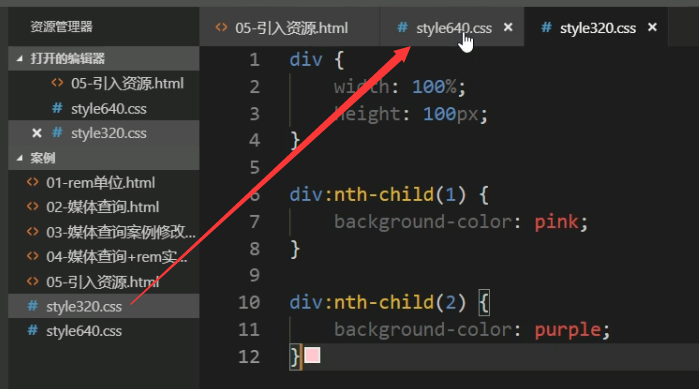 资源管理器
打开的编辑器
05-引入资源.html
style640.css
style320.css
案例
01-rem单位.html
02-媒体查询.html
03-媒体查询案例修改...
04-媒体查询+rem实...
05-引入资源.html
style320.css
style640.css
05-引入资源.html style640.css style320.css
1 div {
2 width: 100%;
3 height: 100px;
4 }
5
6 div:nth-child(1) {
7 background-color: pink;
8 }
9
10 div:nth-child(2) {
11 background-color: purple;
12 }